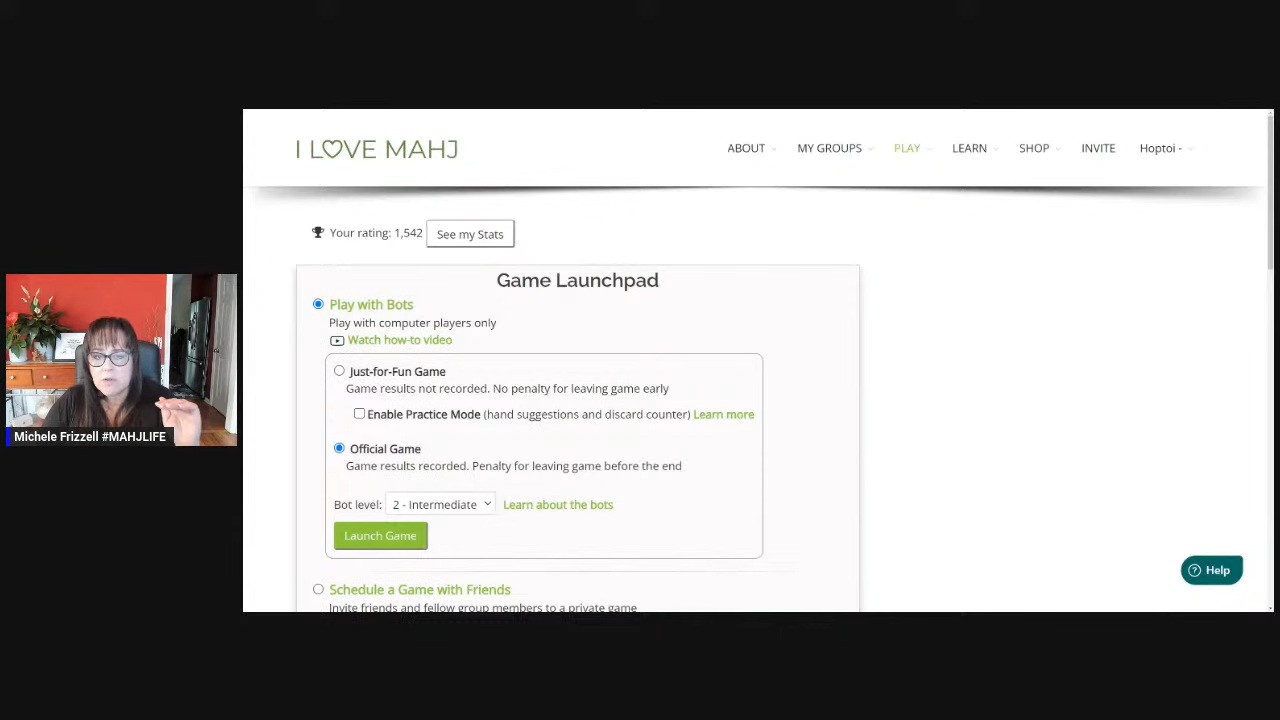 I LOVE MAHJ
ABOUT MY GROUPS PLAY LEARN SHOP INVITE Hoptoi -
Your rating: 1,542 See my Stats
Game Launchpad
Play with Bots
Play with computer players only
Watch how-to video
Just-for-Fun Game
Game results not recorded. No penalty for leaving game early
Enable Practice Mode (hand suggestions and discard counter) Learn more
Official Game
Game results recorded. Penalty for leaving game before the end
Bot level: 2 - Intermediate Learn about the bots
Launch Game
Schedule a Game with Friends
Invite friends and fellow group members to a private game
Help
Michele Frizzell #MAHJLIFE